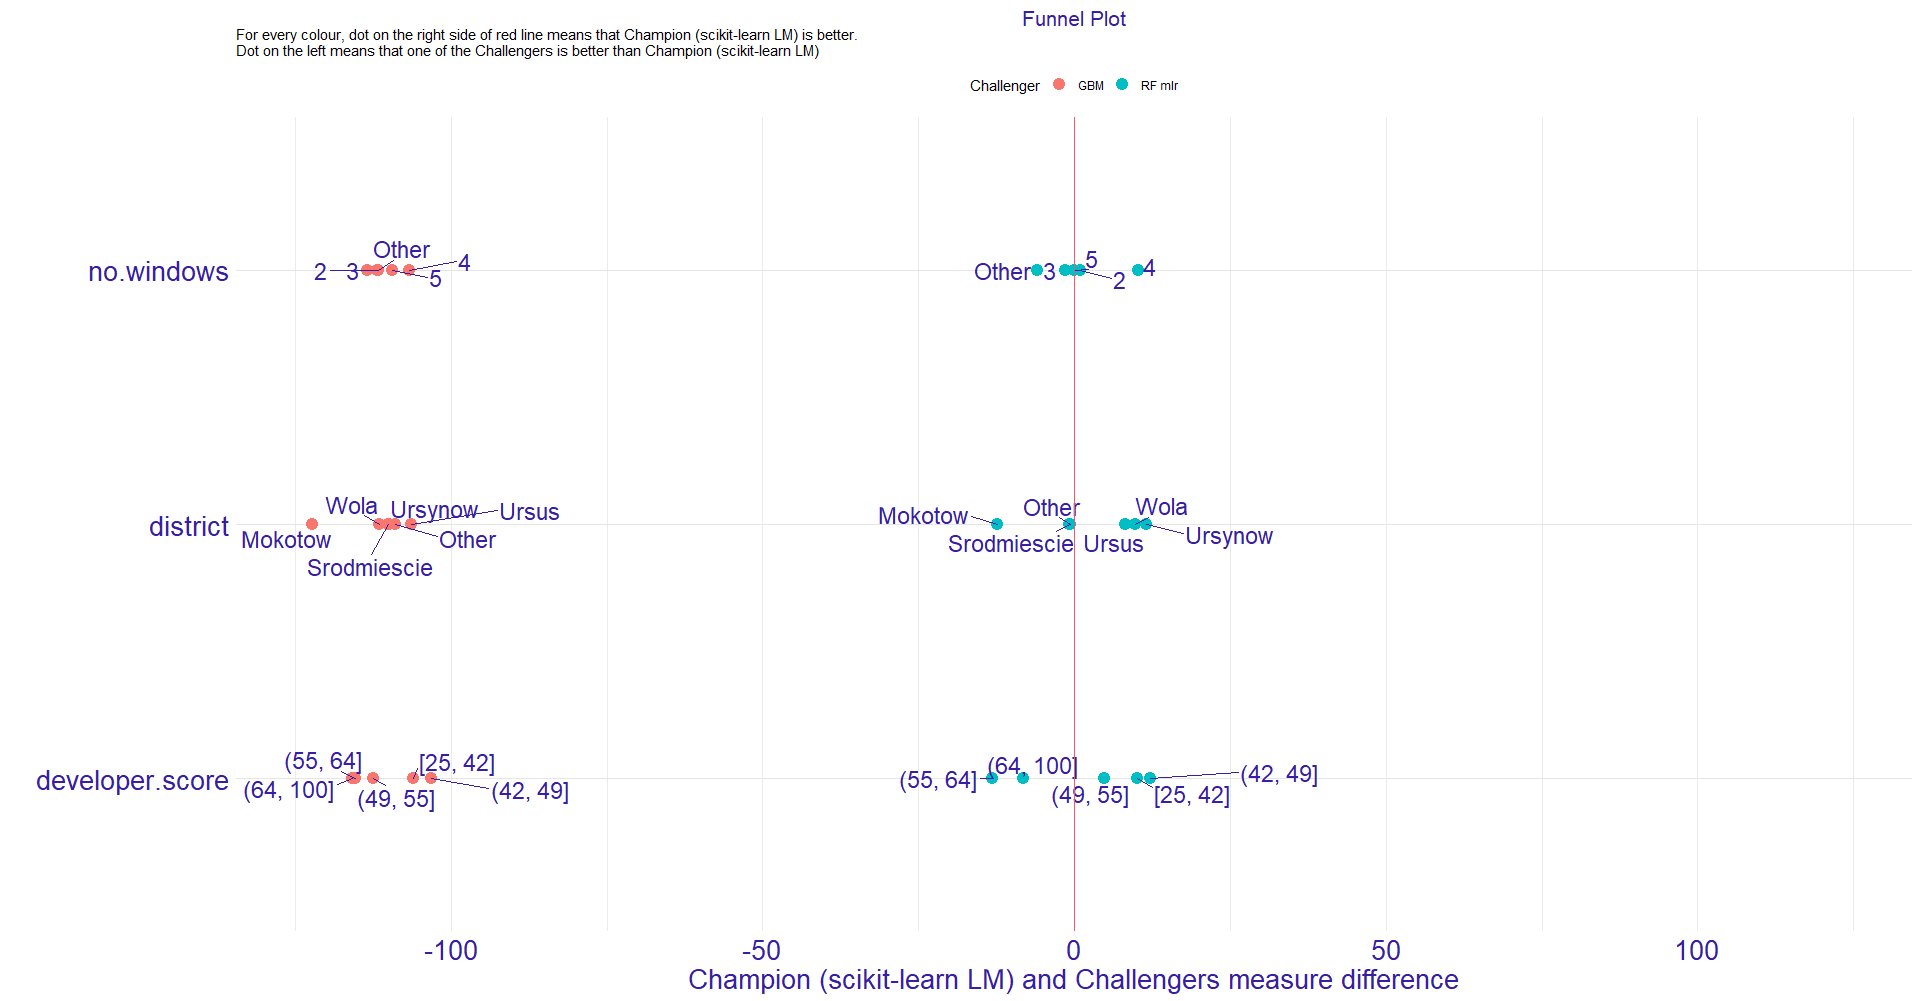 Funnel Plot
For every colour, dot on the right side of red line means that Champion (scikit-learn LM) is better.
Dot on the left means that one of the Challengers is better than Champion (scikit-learn LM)
Challenger GBM RF mlr
no.windows
2
3
Other
4
5
Other
3
5
2
4
district
Wola
Ursynow
Ursus
Mokotow
Other
Srodmiescie
Mokotow
Other
Wola
Srodmiescie
Ursus
Ursynow
developer.score
(55, 64]
[25, 42]
(64, 100]
(49, 55]
(42, 49]
(55, 64]
(64, 100]
(49, 55]
[25, 42]
(42, 49]
-100 -50 0 50 100
Champion (scikit-learn LM) and Challengers measure difference